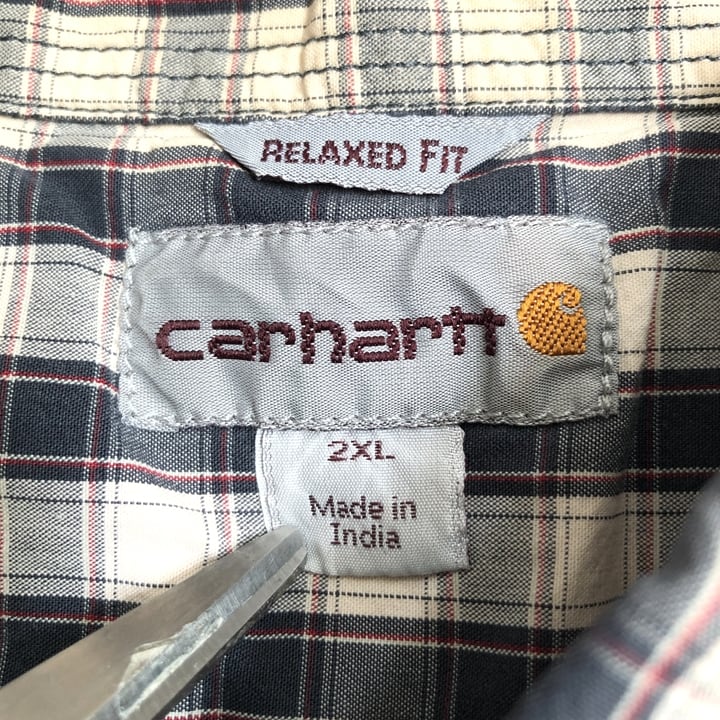 RELAXED FIT
carhartt
2XL
Made in
India